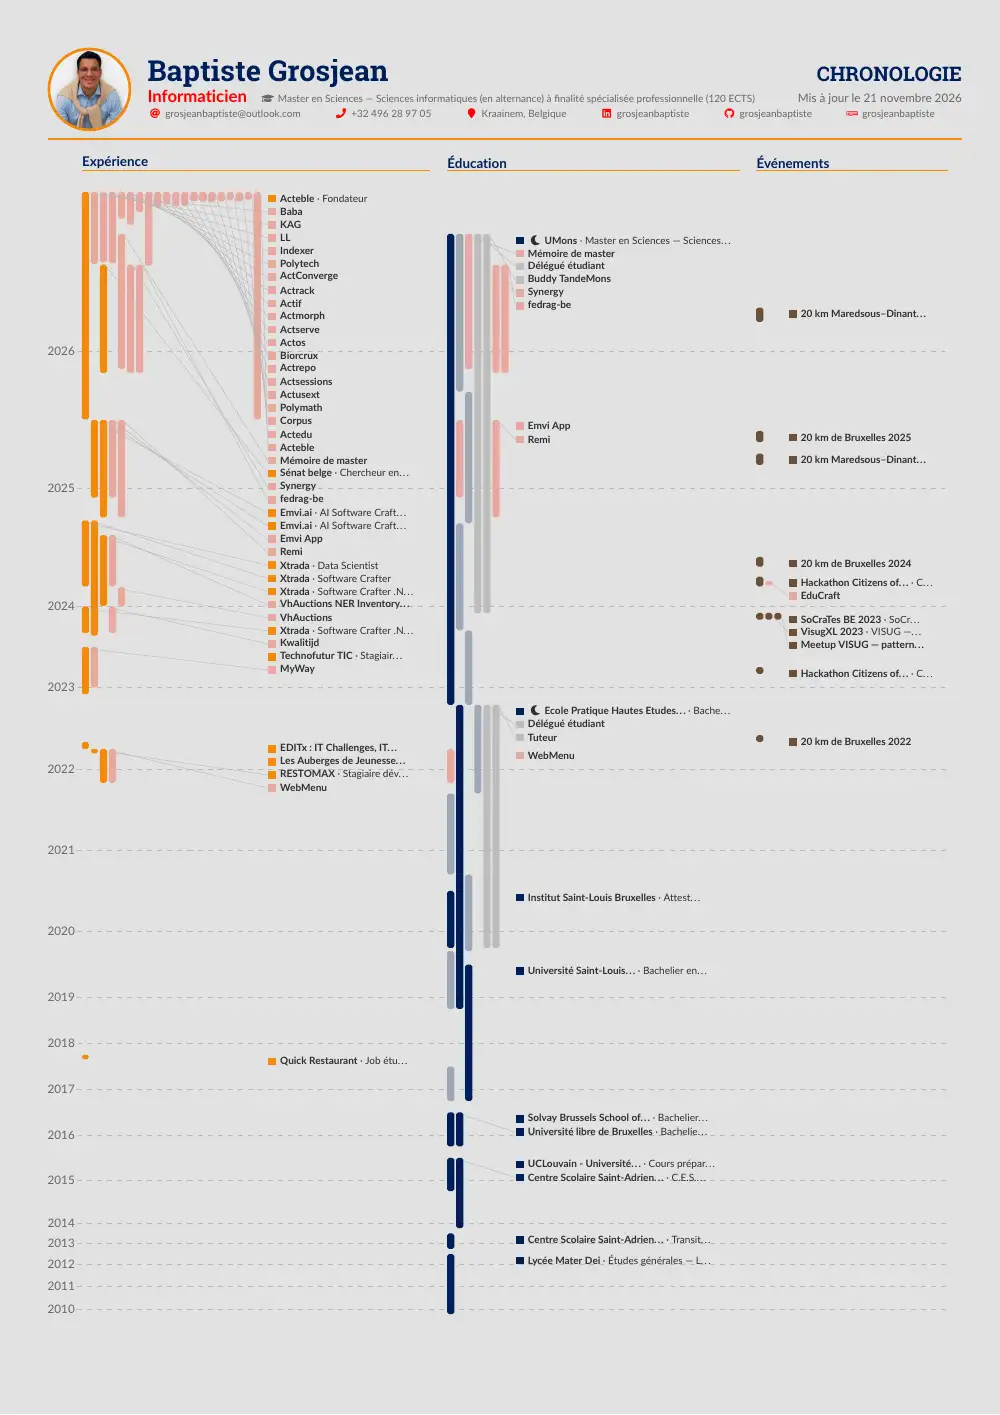 Baptiste Grosjean
CHRONOLOGIE
Informaticien
Master en Sciences — Sciences informatiques (en alternance) à finalité spécialisée professionnelle (120 ECTS)
Mis à jour le 21 novembre 2026
grosjeanbaptiste@outlook.com
+32 496 28 97 05
Kraainem, Belgique
grosjeanbaptiste
grosjeanbaptiste
grosjeanbaptiste
Expérience
Acteble · Fondateur
Baba
KAG
LL
Indexer
Polytech
ActConverge
Actrack
Actif
Actmorph
Actserve
Actos
Biorcrux
Actrepo
Actsessions
Actusext
Polymath
Corpus
Actedu
Acteble
Mémoire de master
Sénat belge · Chercheur en…
Synergy
fedrag-be
Emvi.ai · AI Software Craft…
Emvi.ai · AI Software Craft…
Emvi App
Remi
Xtrada · Data Scientist
Xtrada · Software Crafter
Xtrada · Software Crafter .N…
VhAuctions NER Inventory…
VhAuctions
Xtrada · Software Crafter .N…
Kwalitijd
Technofutur TIC · Stagiair…
MyWay
EDITx : IT Challenges, IT…
Les Auberges de Jeunesse…
RESTOMAX · Stagiaire dév…
WebMenu
Quick Restaurant · Job étu…
Éducation
UMons · Master en Sciences — Sciences…
Mémoire de master
Délégué étudiant
Buddy TandeMons
Synergy
fedrag-be
Emvi App
Remi
Ecole Pratique Hautes Etudes… · Bache…
Délégué étudiant
Tuteur
WebMenu
Institut Saint-Louis Bruxelles · Attest…
Université Saint-Louis… · Bachelier en…
Solvay Brussels School of… · Bachelier…
Université libre de Bruxelles · Bachelie…
UCLouvain - Université… · Cours prépar…
Centre Scolaire Saint-Adrien… · C.E.S.…
Centre Scolaire Saint-Adrien… · Transit…
Lycée Mater Dei · Études générales — L…
Événements
20 km Maredsous–Dinant…
20 km de Bruxelles 2025
20 km Maredsous–Dinant…
20 km de Bruxelles 2024
Hackathon Citizens of… · C…
EduCraft
SoCraTes BE 2023 · SoCr…
VisugXL 2023 · VISUG —…
Meetup VISUG — pattern…
Hackathon Citizens of… · C…
20 km de Bruxelles 2022
2026
2025
2024
2023
2022
2021
2020
2019
2018
2017
2016
2015
2014
2013
2012
2011
2010